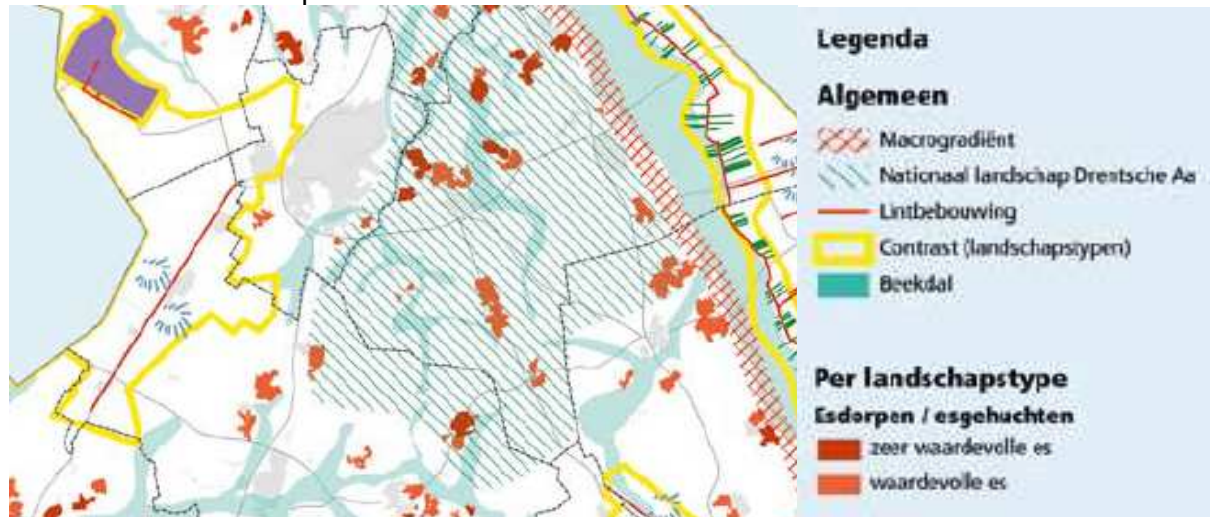 Legenda
Algemeen
Macrogradiënt
Nationaal landschap Drentsche Aa
Lintbebouwing
Contrast (landschapstypen)
Beekdal
Per landschapstype
Esdorpen / esgehuchten
zeer waardevolle es
waardevolle es